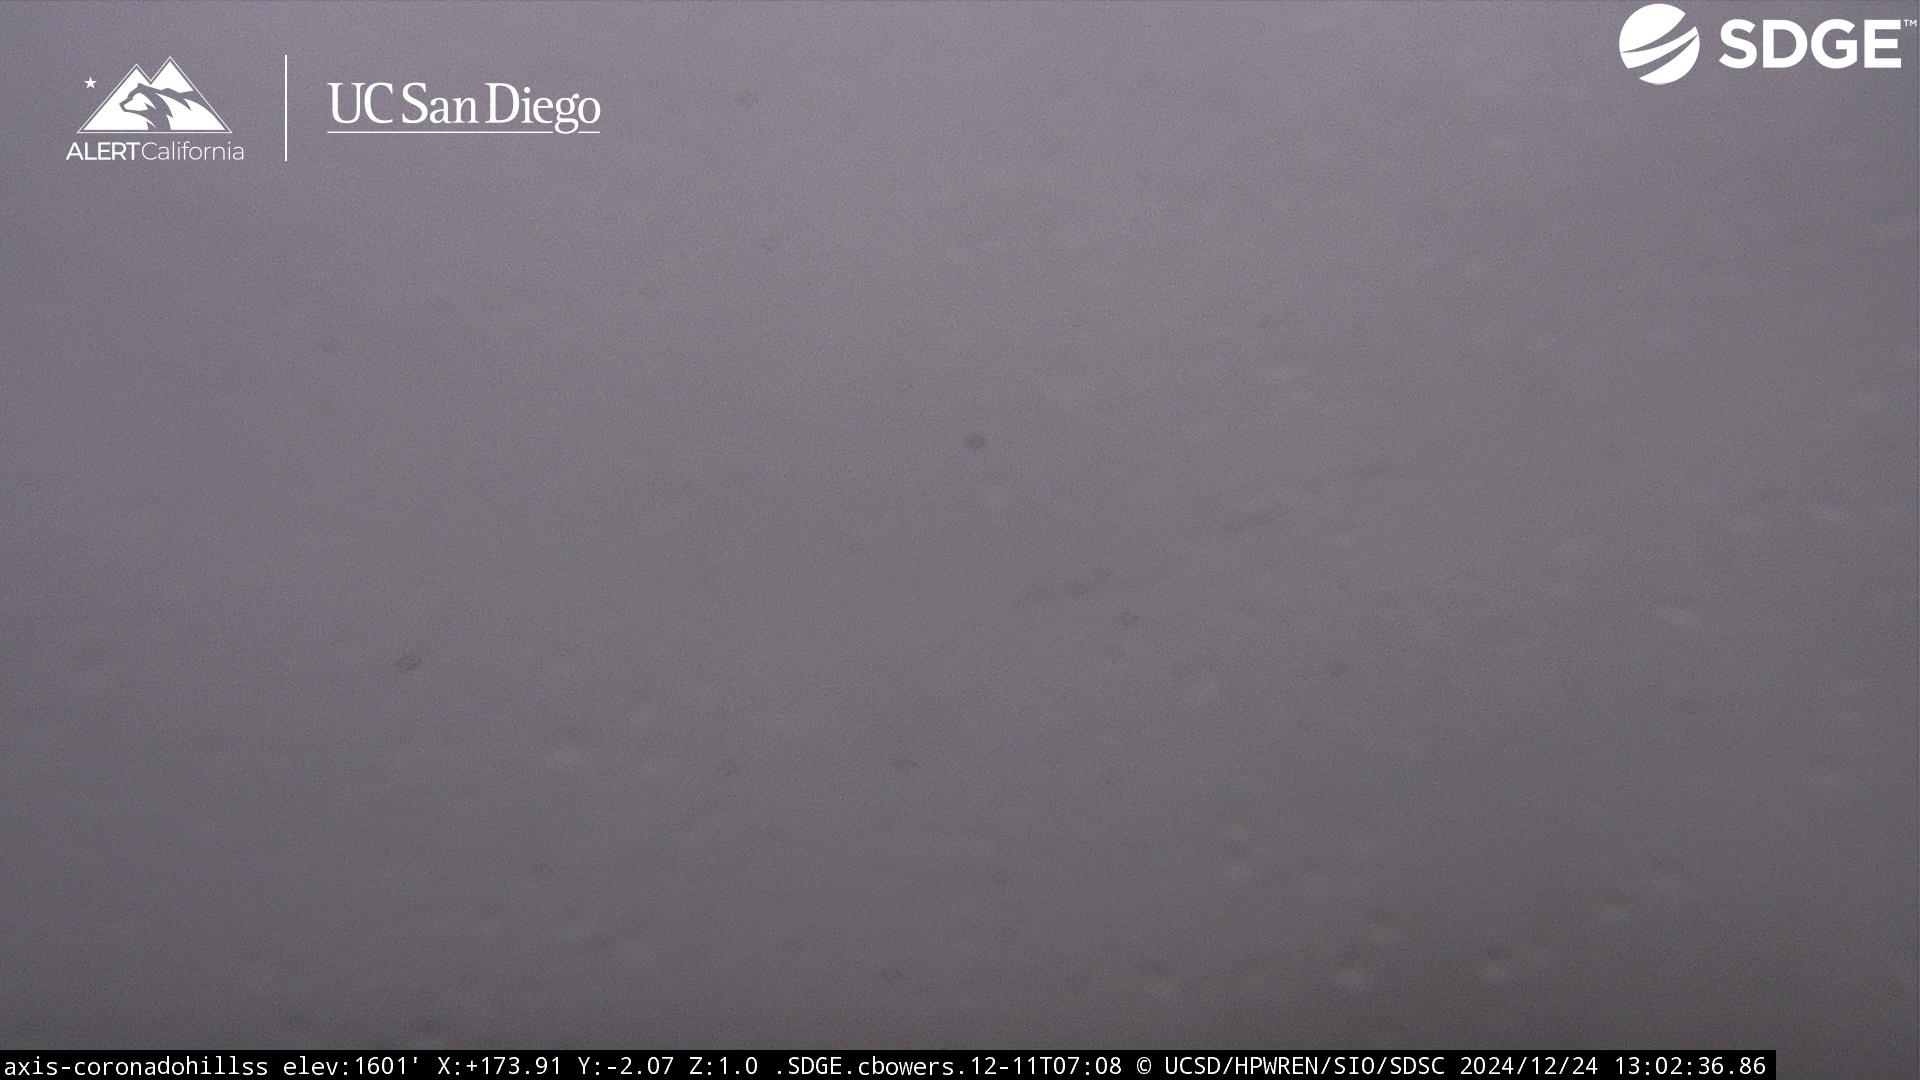 SDGE™
UC San Diego
ALERTCalifornia
axis-coronadohillss elev:1601' X:+173.91 Y:-2.07 Z:1.0 .SDGE.cbowers.12-11T07:08 © UCSD/HPWREN/SIO/SDSC 2024/12/24 13:02:36.86